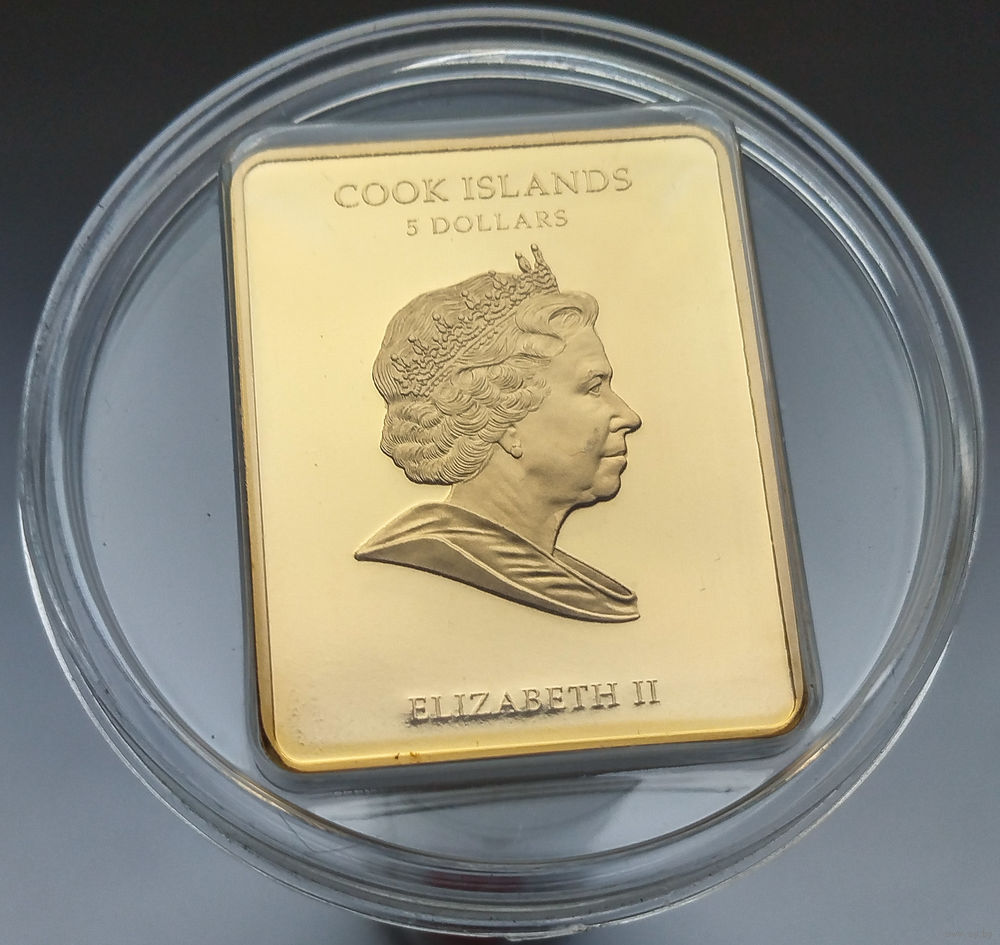 COOK ISLANDS
5 DOLLARS
ELIZABETH II